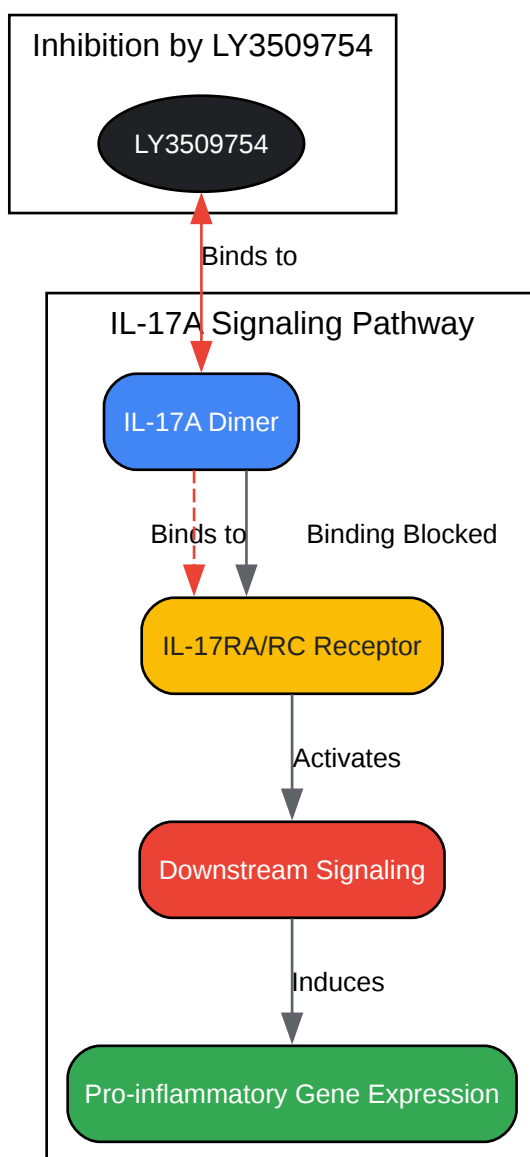 Inhibition by LY3509754
LY3509754
Binds to
IL-17A Signaling Pathway
IL-17A Dimer
Binds to
Binding Blocked
IL-17RA/RC Receptor
Activates
Downstream Signaling
Induces
Pro-inflammatory Gene Expression